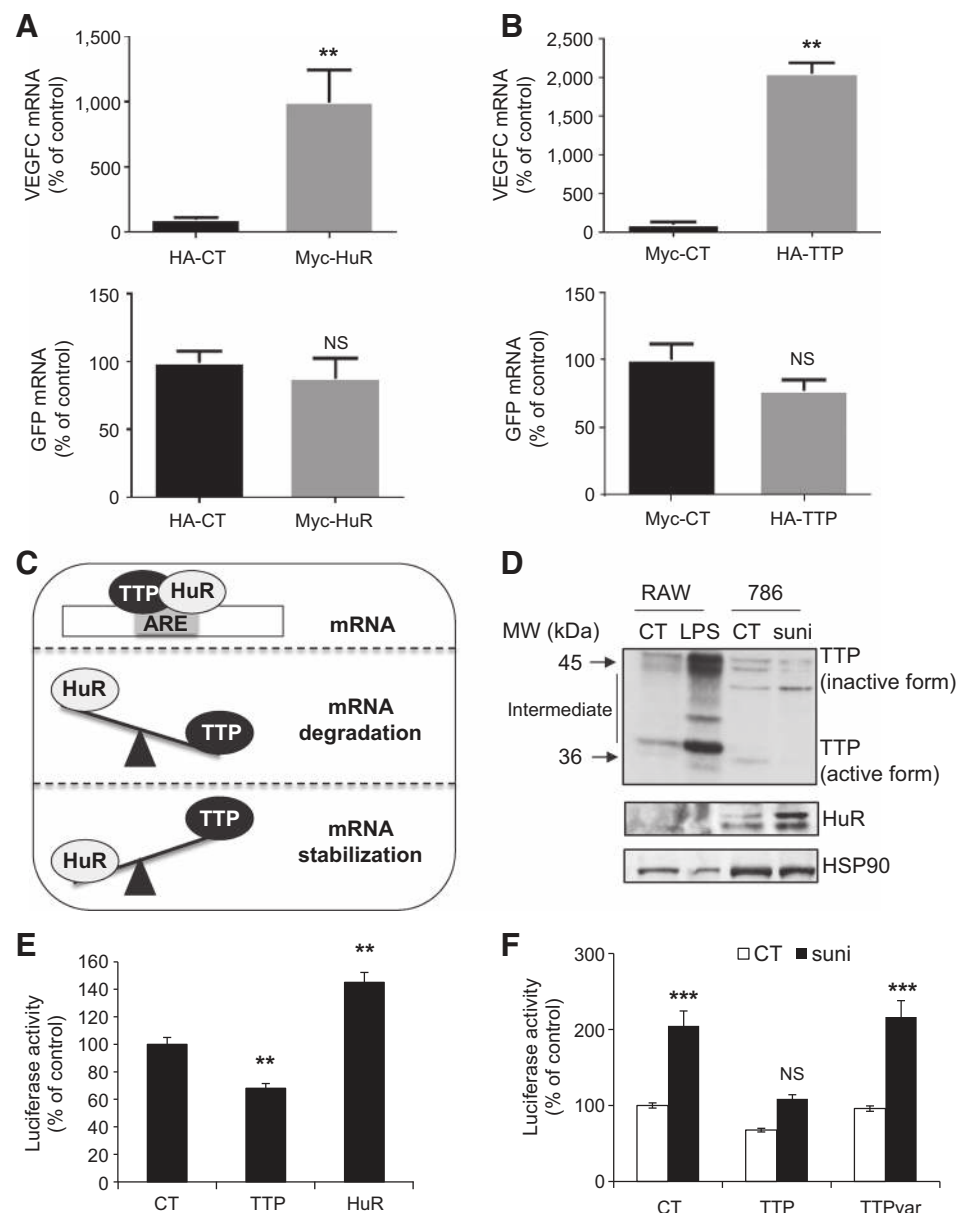 A
1,500
1,000
500
0
VEGFC mRNA
(% of control)
**
HA-CT Myc-HuR
150
100
50
0
GFP mRNA
(% of control)
NS
HA-CT Myc-HuR
B
2,500
2,000
1,500
1,000
500
0
VEGFC mRNA
(% of control)
**
Myc-CT HA-TTP
150
100
50
0
GFP mRNA
(% of control)
NS
Myc-CT HA-TTP
C
TTP HuR
ARE
mRNA
HuR
TTP
mRNA
degradation
TTP
HuR
mRNA
stabilization
D
RAW 786
MW (kDa) CT LPS CT suni
45
Intermediate
36
TTP
(inactive form)
TTP
(active form)
HuR
HSP90
E
160
140
120
100
80
60
40
20
0
Luciferase activity
(% of control)
**
**
CT TTP HuR
F
300
200
100
0
Luciferase activity
(% of control)
CT suni
***
NS
***
CT TTP TTPvar